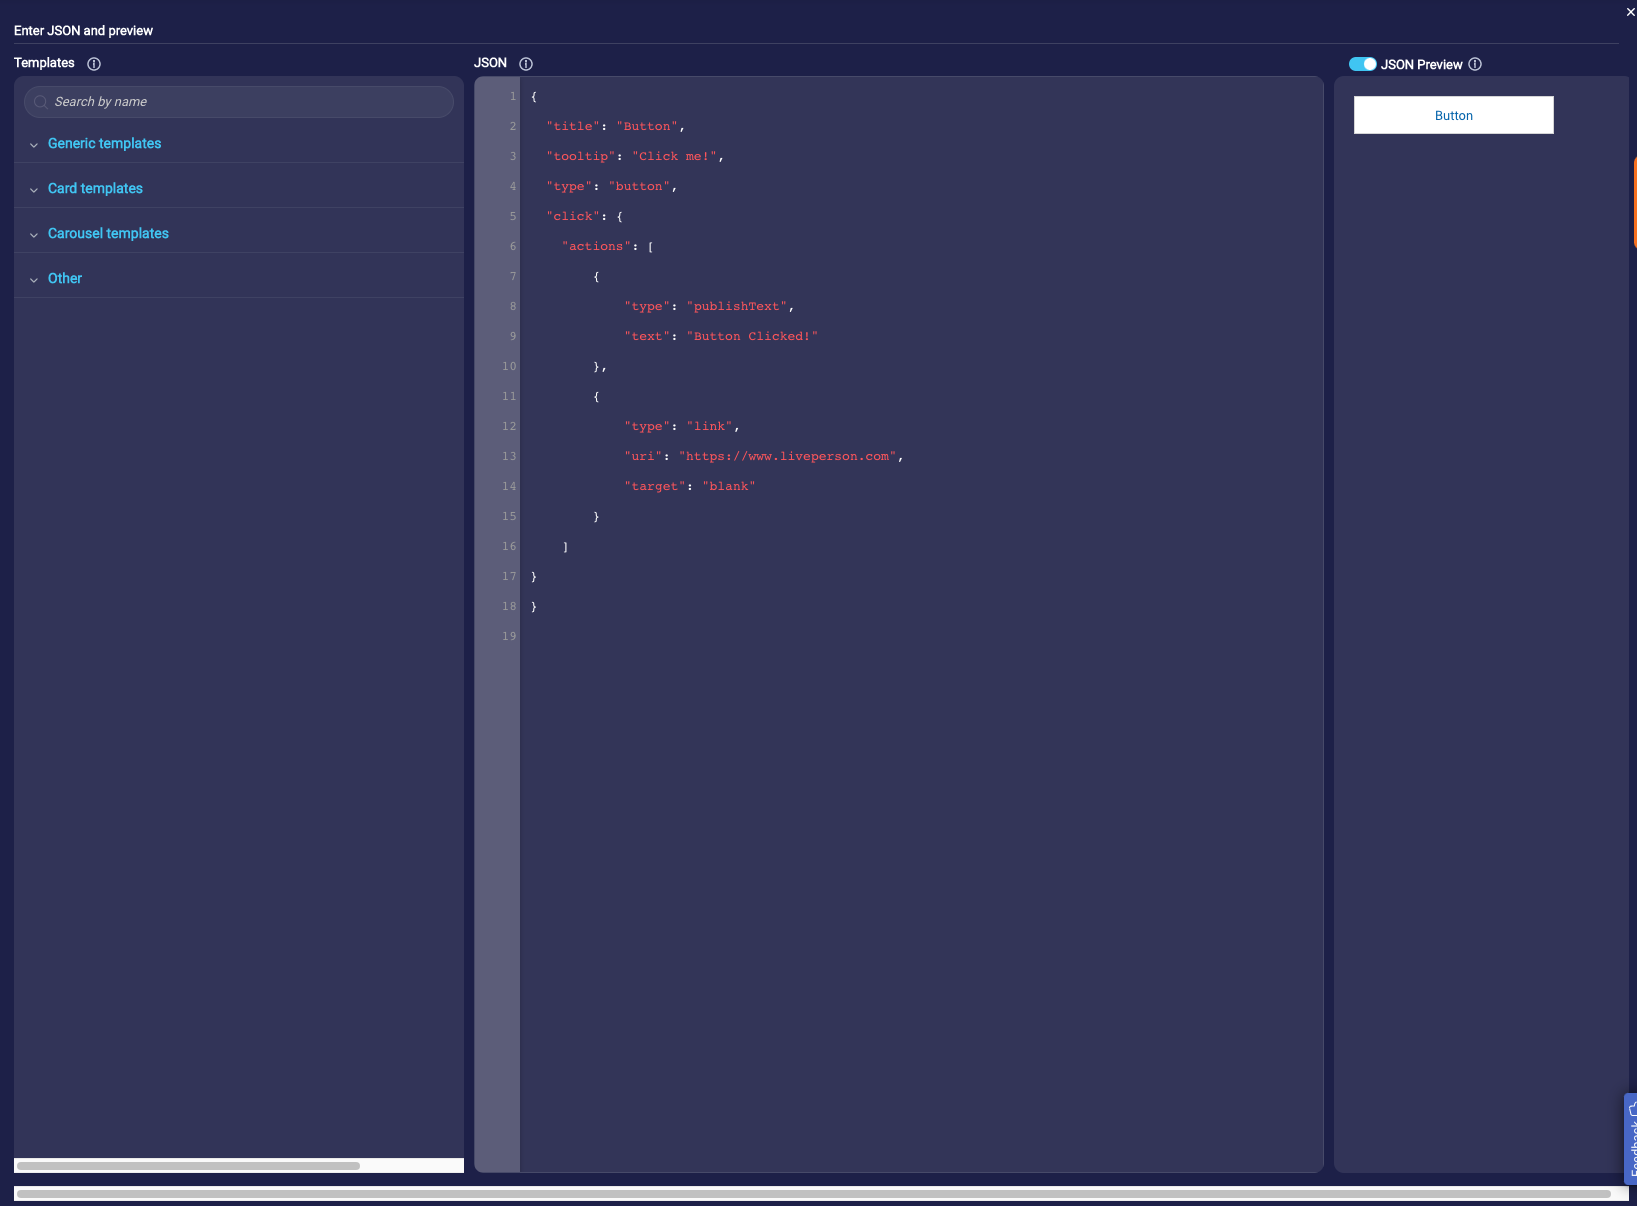 Enter JSON and preview
Templates
Search by name
Generic templates
Card templates
Carousel templates
Other
JSON
1 {
2 "title": "Button",
3 "tooltip": "Click me!",
4 "type": "button",
5 "click": {
6 "actions": [
7 {
8 "type": "publishText",
9 "text": "Button Clicked!"
10 },
11 {
12 "type": "link",
13 "uri": "https://www.liveperson.com",
14 "target": "blank"
15 }
16 ]
17 }
18 }
19
JSON Preview
Button
Feedback